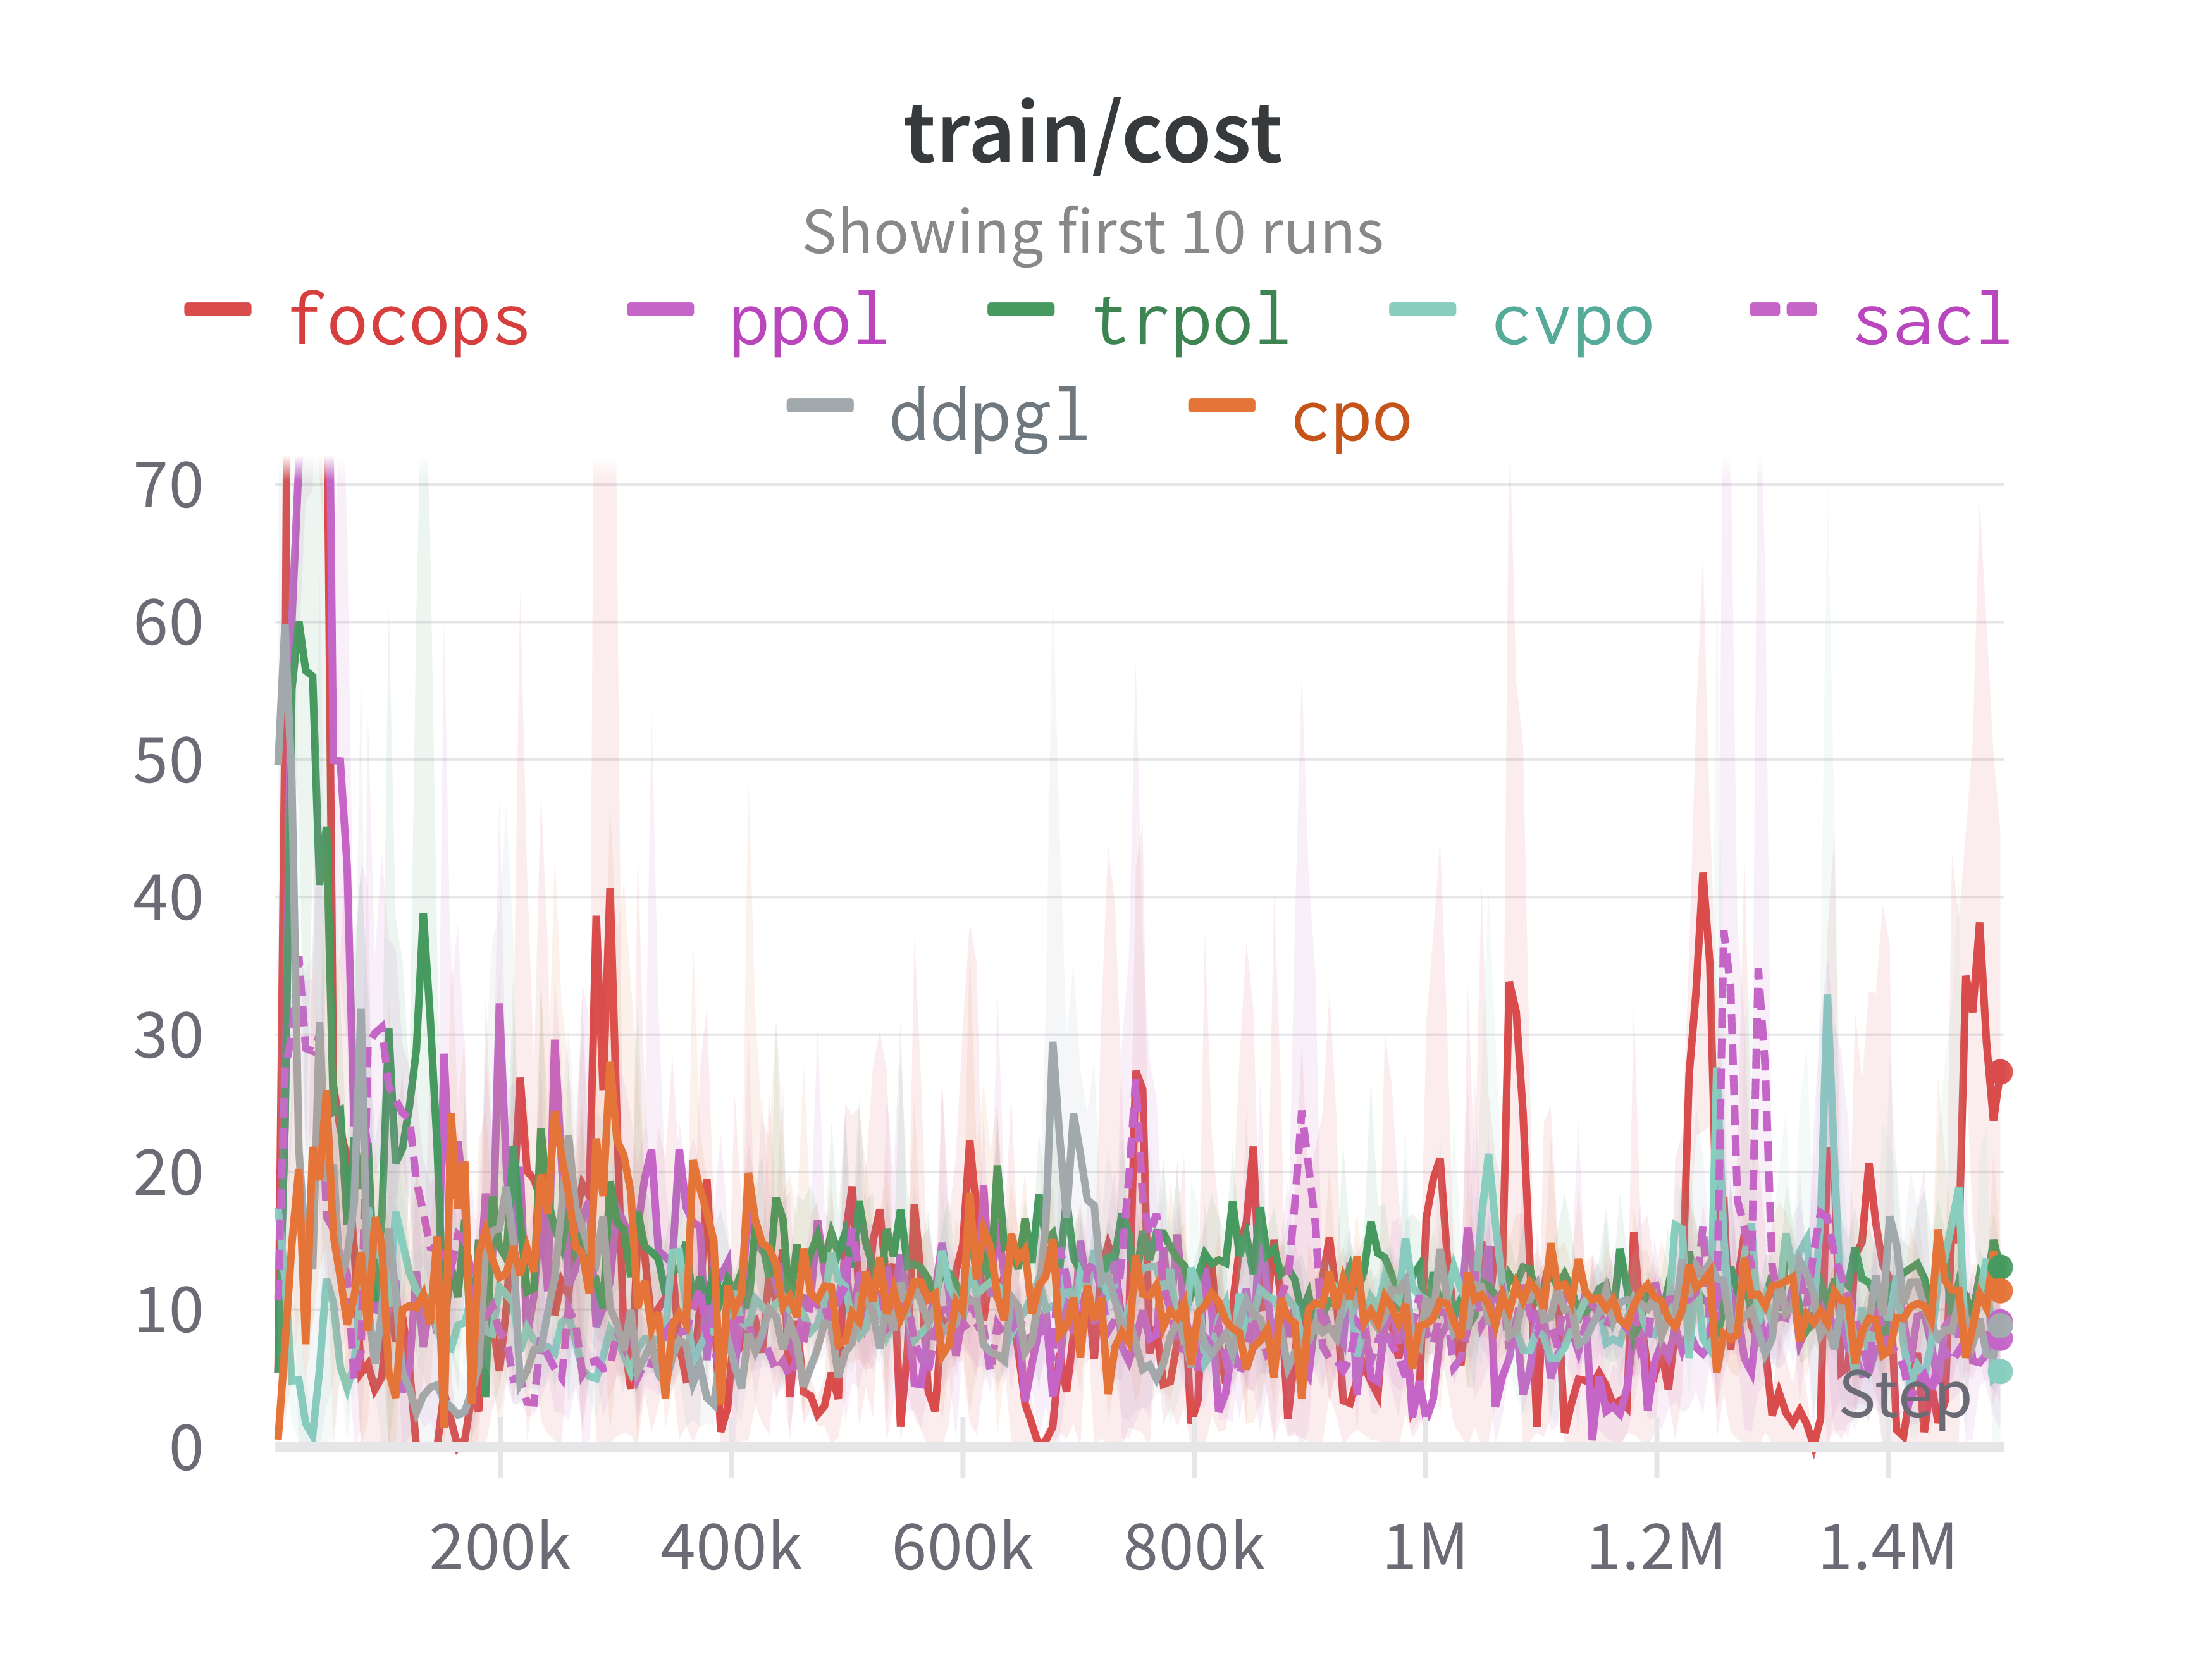 train/cost
Showing first 10 runs
focops ppol trpol cvpo sacl
ddpgl cpo
70
60
50
40
30
20
10
0
Step
200k 400k 600k 800k 1M 1.2M 1.4M